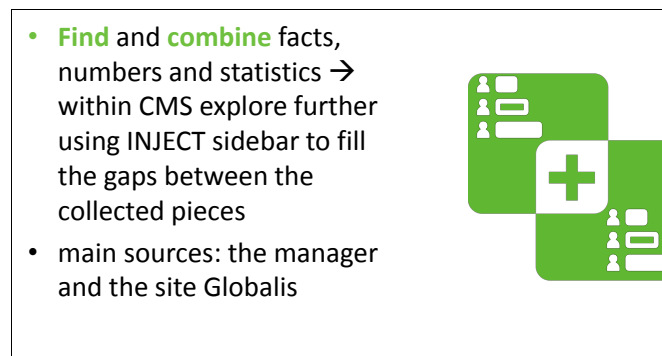 • Find and combine facts,
numbers and statistics →
within CMS explore further
using INJECT sidebar to fill
the gaps between the
collected pieces
• main sources: the manager
and the site Globalis